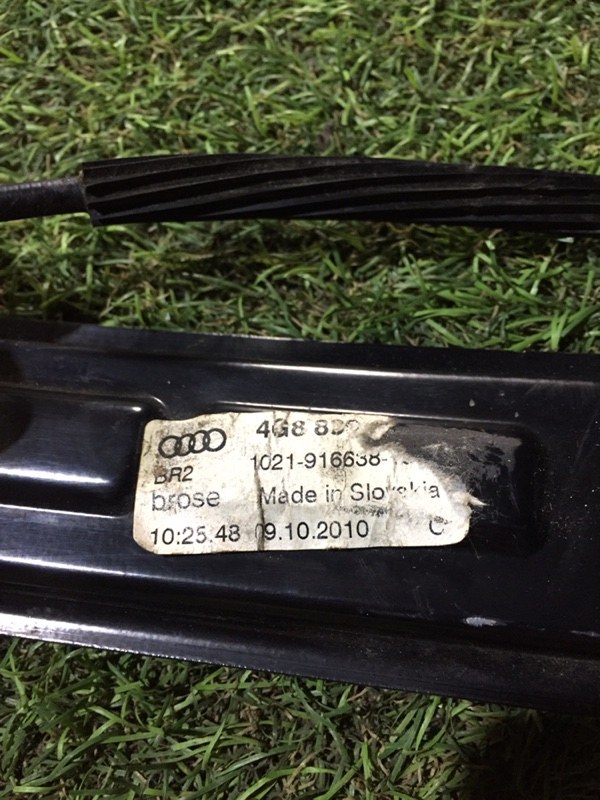 4G8
BR2 1021-916638-
brose Made in Slovakia
10:25.48 09.10.2010 C